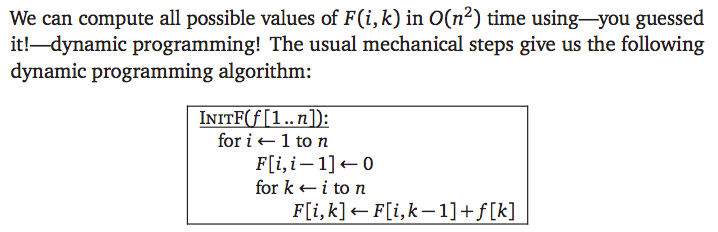 We can compute all possible values of F(i, k) in O(n²) time using—you guessed
it!—dynamic programming! The usual mechanical steps give us the following
dynamic programming algorithm:
INITF(f[1..n]):
for i ← 1 to n
F[i, i − 1] ← 0
for k ← i to n
F[i, k] ← F[i, k − 1] + f[k]